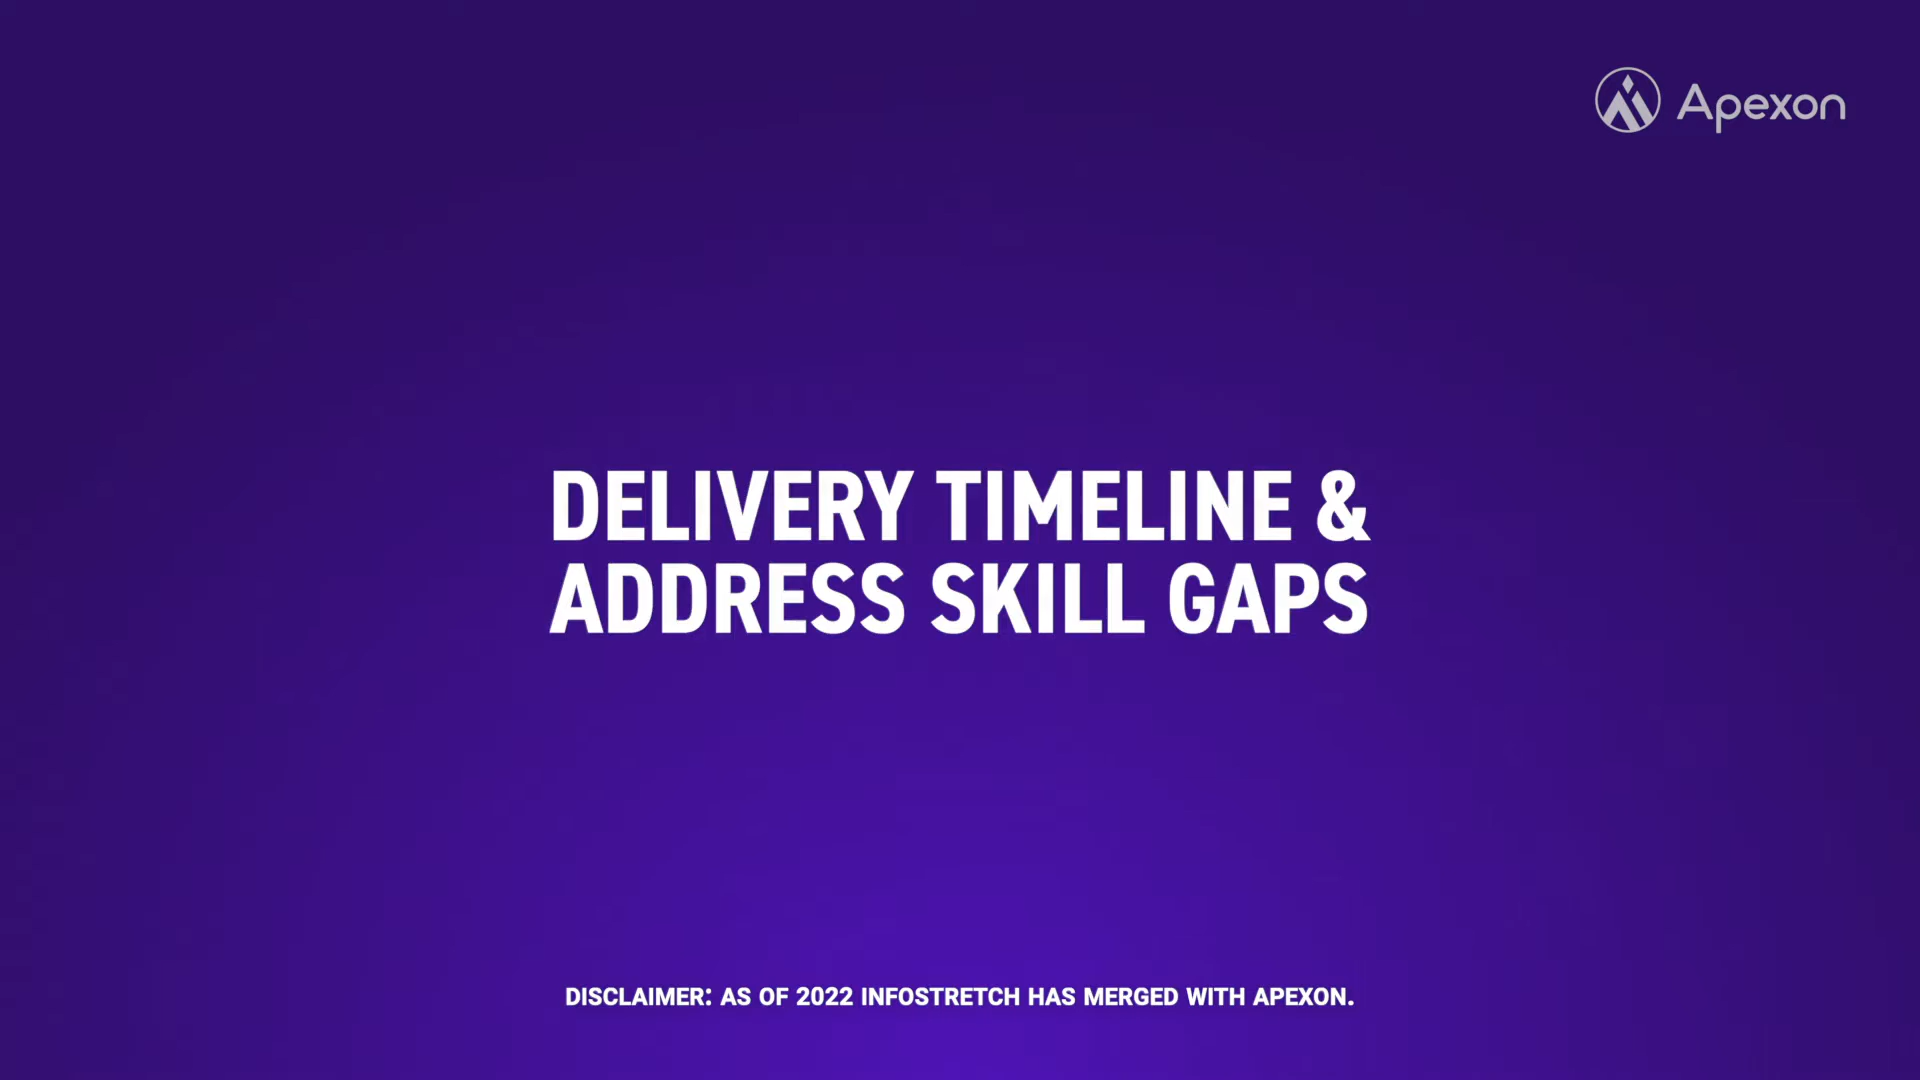 Apexon
DELIVERY TIMELINE &
ADDRESS SKILL GAPS
DISCLAIMER: AS OF 2022 INFOSTRETCH HAS MERGED WITH APEXON.